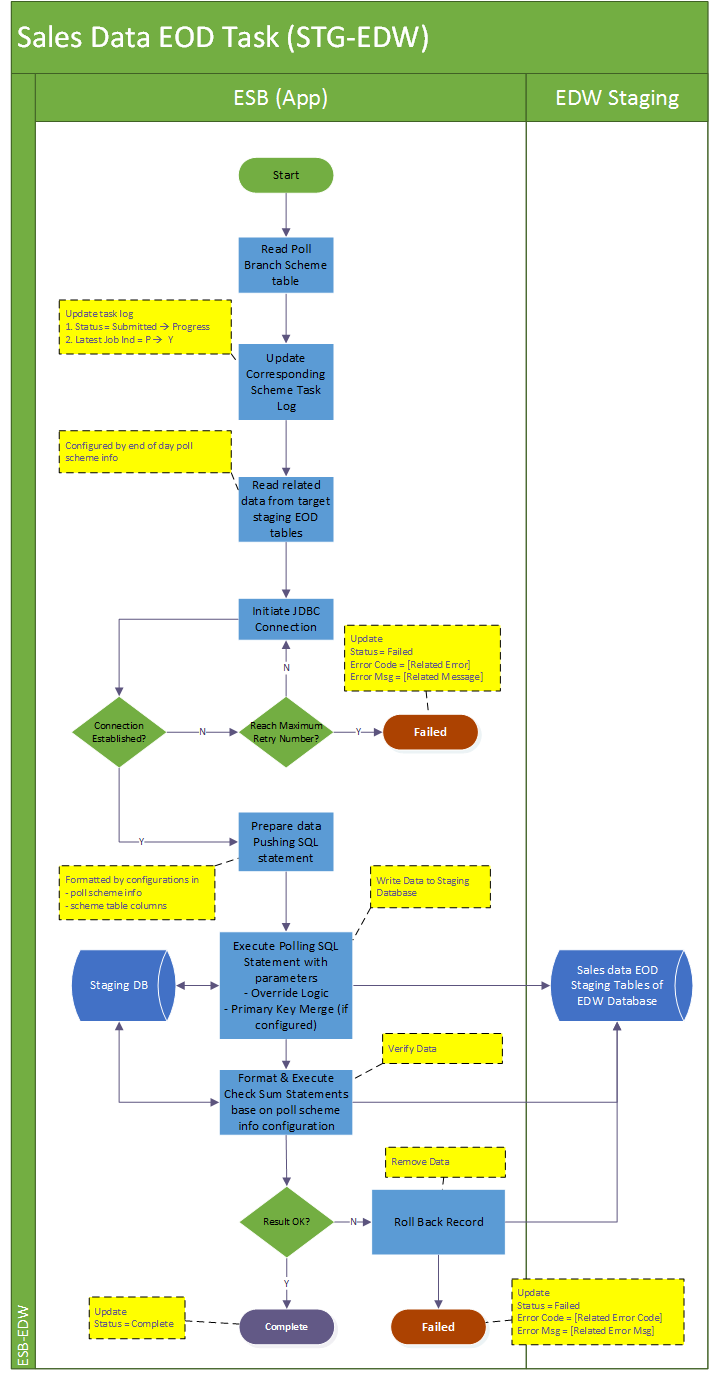 Sales Data EOD Task (STG-EDW)
ESB (App)
EDW Staging
Start
Read Poll
Branch Scheme
table
Update task log
1. Status = Submitted → Progress
2. Latest Job Ind = P → Y
Update
Corresponding
Scheme Task
Log
Configured by end of day poll
scheme info
Read related
data from target
staging EOD
tables
Initiate JDBC
Connection
Update
Status = Failed
Error Code = [Related Error]
Error Msg = [Related Message]
N
Connection
Established?
N
Reach Maximum
Retry Number?
Y
Failed
Y
Prepare data
Pushing SQL
statement
Formatted by configurations in
- poll scheme info
- scheme table columns
Write Data to Staging
Database
Execute Polling SQL
Statement with
parameters
- Override Logic
- Primary Key Merge (if
configured)
Staging DB
Sales data EOD
Staging Tables of
EDW Database
Verify Data
Format & Execute
Check Sum Statements
base on poll scheme
info configuration
Remove Data
Result OK?
N
Roll Back Record
Y
Update
Status = Complete
Complete
Failed
Update
Status = Failed
Error Code = [Related Error Code]
Error Msg = [Related Error Msg]
ESB-EDW